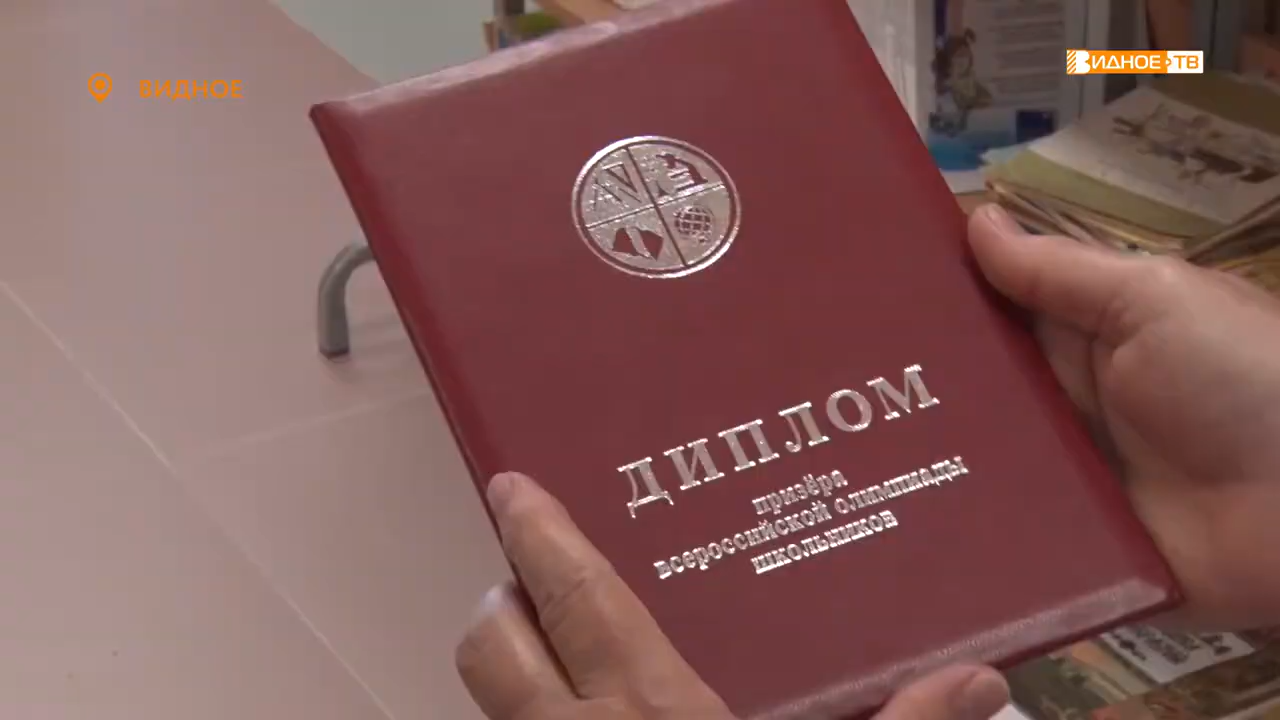 ВИДНОЕ
ВИДНОЕ ТВ
ДИПЛОМ
призёра
всероссийской олимпиады
школьников